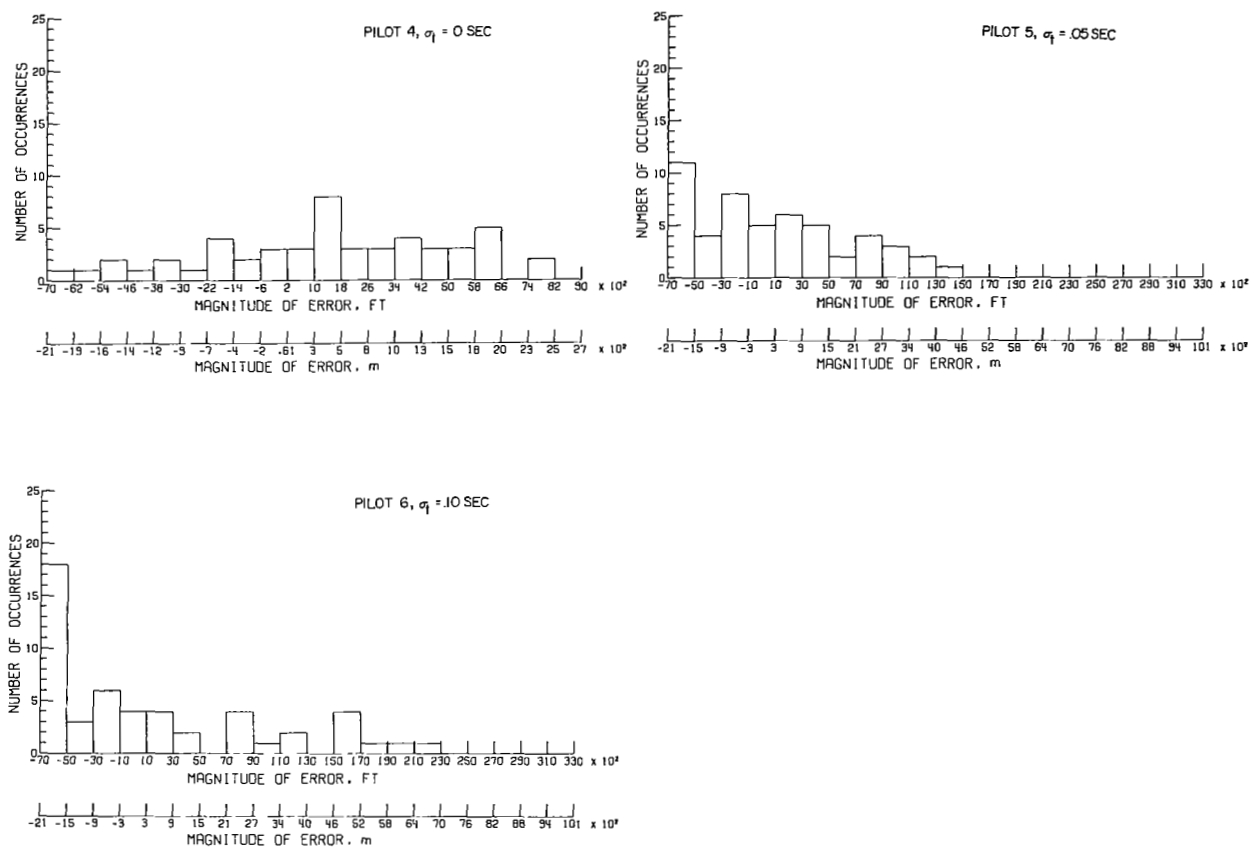 25
20
15
10
5
0
NUMBER OF OCCURRENCES
PILOT 4, σt = 0 SEC
-70 -62 -54 -46 -38 -30 -22 -14 -6 2 10 18 26 34 42 50 58 66 74 82 90 x 10²
MAGNITUDE OF ERROR, FT
-21 -19 -16 -14 -12 -9 -7 -4 -2 .61 3 5 8 10 13 15 18 20 23 25 27 x 10²
MAGNITUDE OF ERROR, m
25
20
15
10
5
0
NUMBER OF OCCURRENCES
PILOT 5, σt = .05 SEC
-70 -50 -30 -10 10 30 50 70 90 110 130 150 170 190 210 230 250 270 290 310 330 x 10²
MAGNITUDE OF ERROR, FT
-21 -15 -9 -3 3 9 15 21 27 34 40 46 52 58 64 70 76 82 88 94 101 x 10²
MAGNITUDE OF ERROR, m
25
20
15
10
5
0
NUMBER OF OCCURRENCES
PILOT 6, σt = .10 SEC
-70 -50 -30 -10 10 30 50 70 90 110 130 150 170 190 210 230 250 270 290 310 330 x 10²
MAGNITUDE OF ERROR, FT
-21 -15 -9 -3 3 9 15 21 27 34 40 46 52 64 70 76 82 88 94 101 x 10²
MAGNITUDE OF ERROR, m